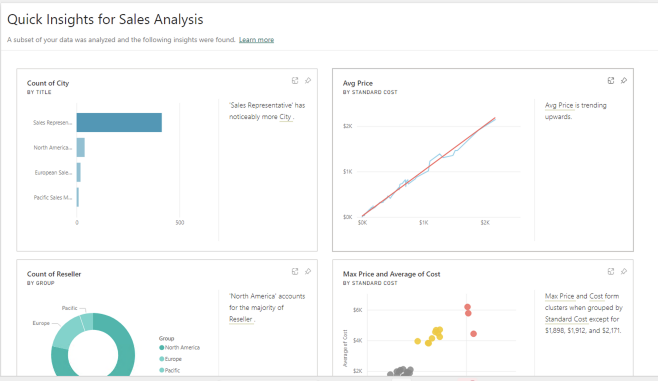 Quick Insights for Sales Analysis
A subset of your data was analyzed and the following insights were found. Learn more
Count of City
BY TITLE
Sales Represen...
North America...
European Sale...
Pacific Sales M...
0
500
'Sales Representative' has
noticeably more City .
Avg Price
BY STANDARD COST
$2K
$1K
$0K
$0K
$1K
$2K
Avg Price is trending
upwards.
Count of Reseller
BY GROUP
Pacific
Europe
Group
North America
Europe
Pacific
'North America' accounts
for the majority of
Reseller .
Max Price and Average of Cost
BY STANDARD COST
Average of Cost
$6K
$4K
$2K
Max Price and Cost form
clusters when grouped by
Standard Cost except for
$1,898, $1,912, and $2,171.